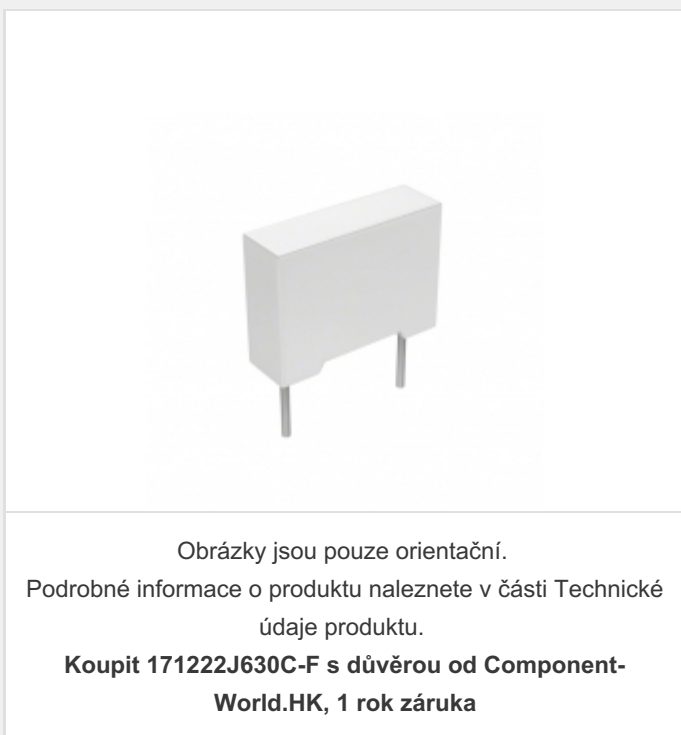 Obrázky jsou pouze orientační.
Podrobné informace o produktu naleznete v části Technické
údaje produktu.
Koupit 171222J630C-F s důvěrou od Component-
World.HK, 1 rok záruka